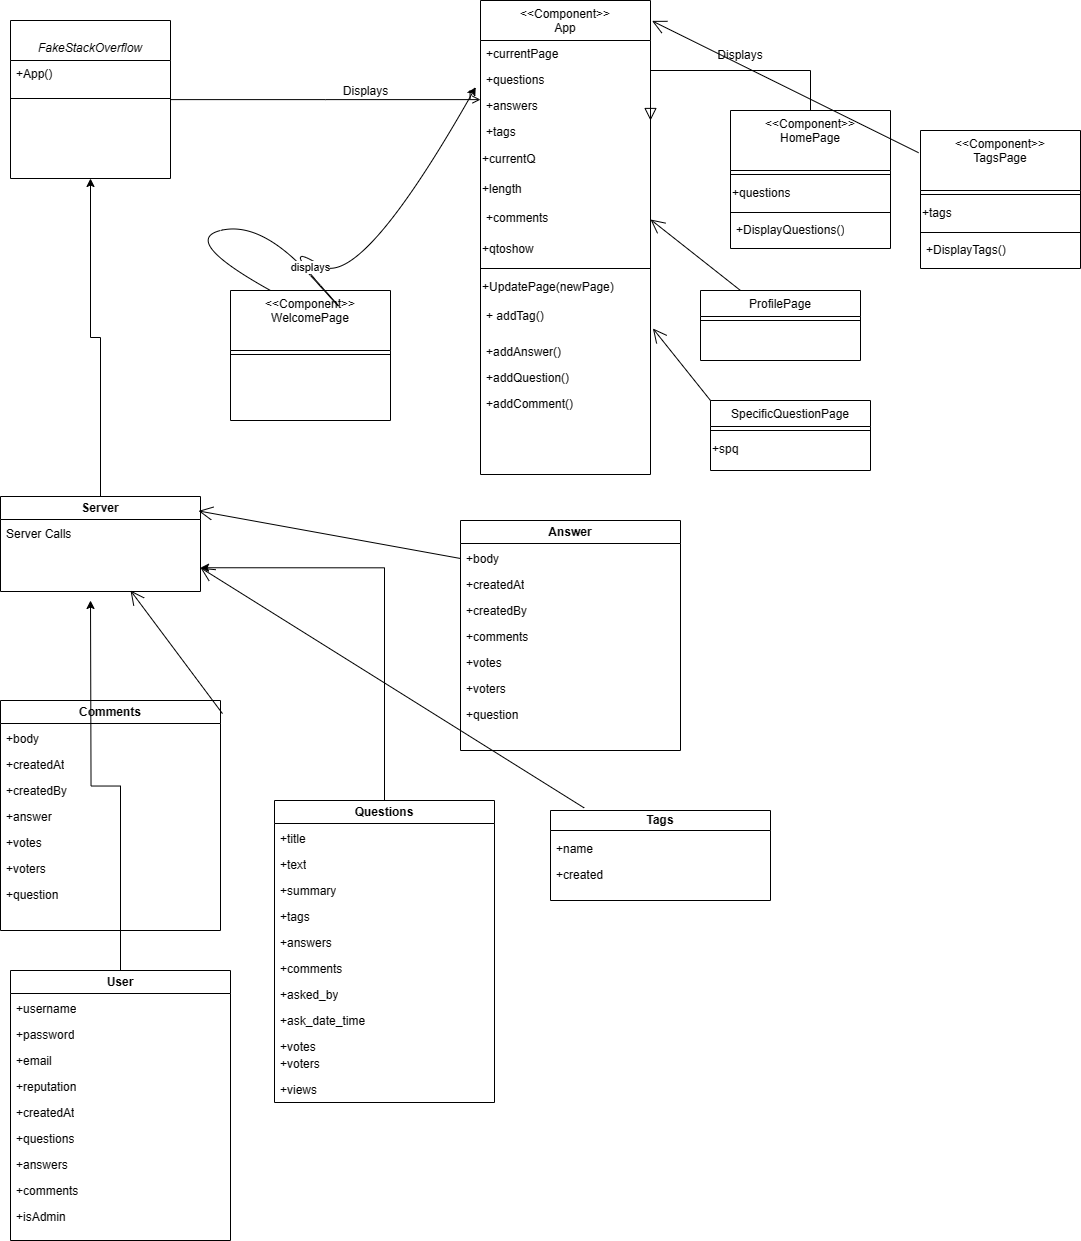 FakeStackOverflow
+App()
Displays
<<Component>>
App
+currentPage
+questions
+answers
+tags
+currentQ
+length
+comments
+qtoshow
+UpdatePage(newPage)
+ addTag()
+addAnswer()
+addQuestion()
+addComment()
Displays
<<Component>>
HomePage
+questions
+DisplayQuestions()
<<Component>>
TagsPage
+tags
+DisplayTags()
displays
<<Component>>
WelcomePage
ProfilePage
SpecificQuestionPage
+spq
Server
Server Calls
Answer
+body
+createdAt
+createdBy
+comments
+votes
+voters
+question
Comments
+body
+createdAt
+createdBy
+answer
+votes
+voters
+question
Questions
+title
+text
+summary
+tags
+answers
+comments
+asked_by
+ask_date_time
+votes
+voters
+views
Tags
+name
+created
User
+username
+password
+email
+reputation
+createdAt
+questions
+answers
+comments
+isAdmin